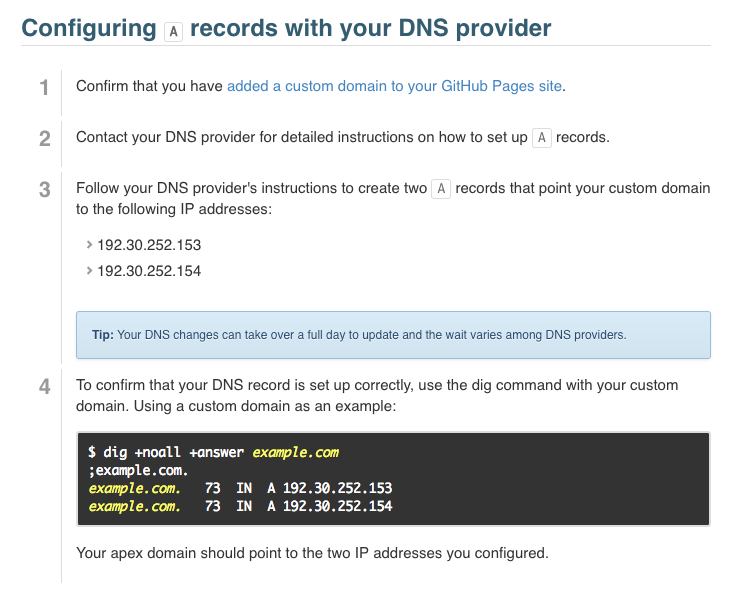 Configuring A records with your DNS provider
1 Confirm that you have added a custom domain to your GitHub Pages site.
2 Contact your DNS provider for detailed instructions on how to set up A records.
3 Follow your DNS provider's instructions to create two A records that point your custom domain
to the following IP addresses:
> 192.30.252.153
> 192.30.252.154
Tip: Your DNS changes can take over a full day to update and the wait varies among DNS providers.
4 To confirm that your DNS record is set up correctly, use the dig command with your custom
domain. Using a custom domain as an example:
$ dig +noall +answer example.com
;example.com.
example.com. 73 IN A 192.30.252.153
example.com. 73 IN A 192.30.252.154
Your apex domain should point to the two IP addresses you configured.